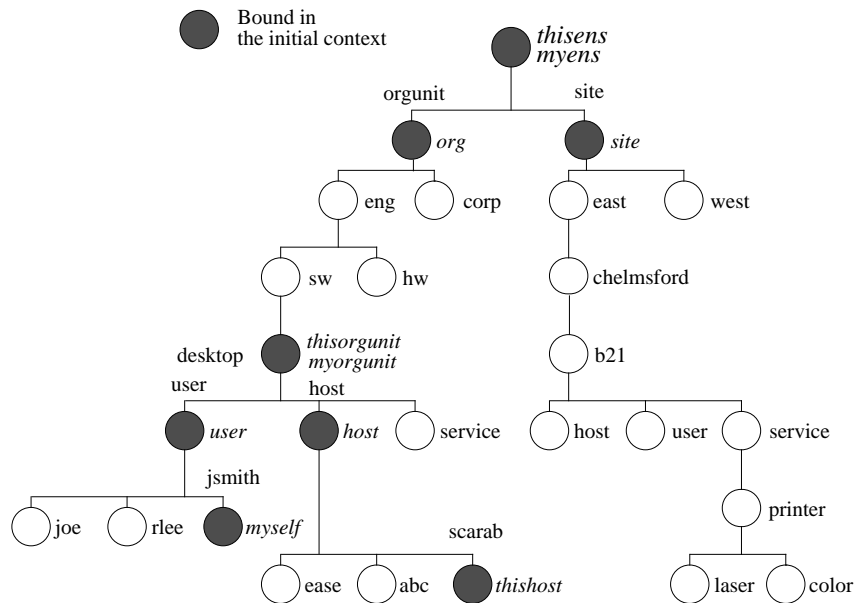 Bound in
the initial context
thisens
myens
orgunit
site
org
site
eng
corp
east
west
sw
hw
chelmsford
desktop
thisorgunit
myorgunit
b21
user
host
user
host
service
host
user
service
jsmith
joe
rlee
myself
printer
scarab
ease
abc
thishost
laser
color